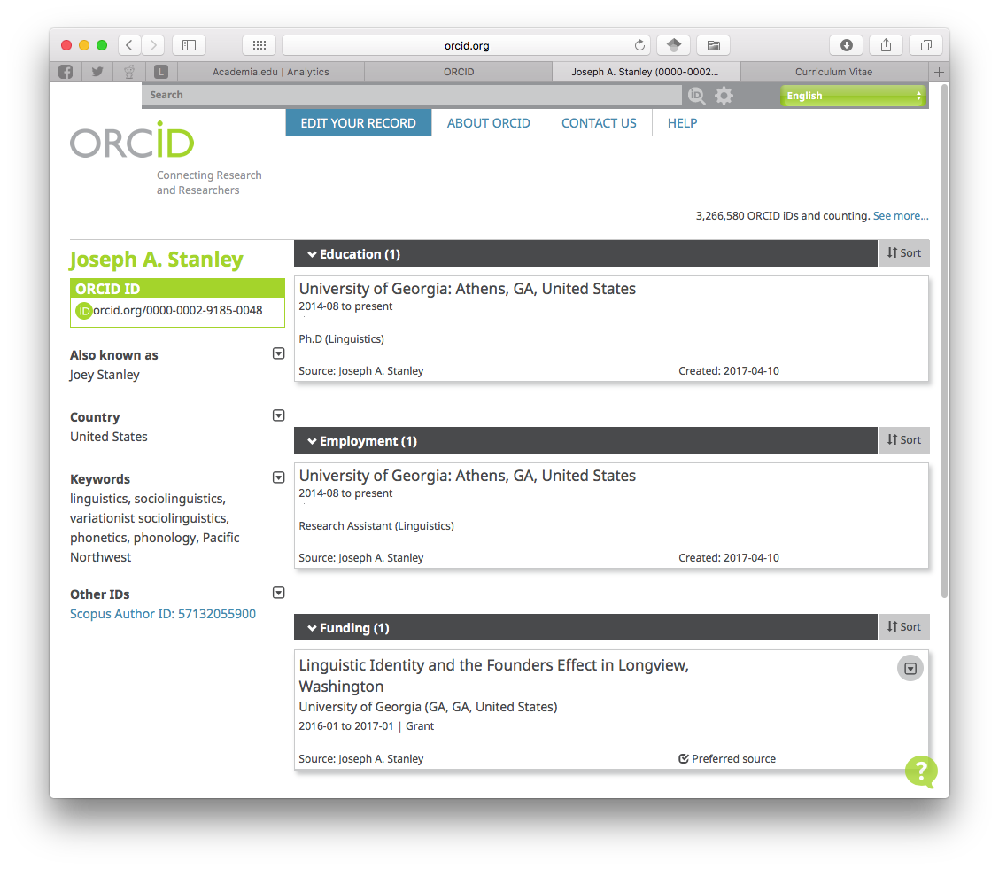 orcid.org
L
Academia.edu | Analytics
ORCID
Joseph A. Stanley (0000-0002...
Curriculum Vitae
+
Search
iD
English
EDIT YOUR RECORD
ABOUT ORCID
CONTACT US
HELP
ORCiD
Connecting Research
and Researchers
3,266,580 ORCID iDs and counting. See more...
Joseph A. Stanley
ORCID ID
iD orcid.org/0000-0002-9185-0048
Also known as
Joey Stanley
Country
United States
Keywords
linguistics, sociolinguistics,
variationist sociolinguistics,
phonetics, phonology, Pacific
Northwest
Other IDs
Scopus Author ID: 57132055900
Education (1)
Sort
University of Georgia: Athens, GA, United States
2014-08 to present
Ph.D (Linguistics)
Source: Joseph A. Stanley
Created: 2017-04-10
Employment (1)
Sort
University of Georgia: Athens, GA, United States
2014-08 to present
Research Assistant (Linguistics)
Source: Joseph A. Stanley
Created: 2017-04-10
Funding (1)
Sort
Linguistic Identity and the Founders Effect in Longview,
Washington
University of Georgia (GA, GA, United States)
2016-01 to 2017-01 | Grant
Source: Joseph A. Stanley
Preferred source
?